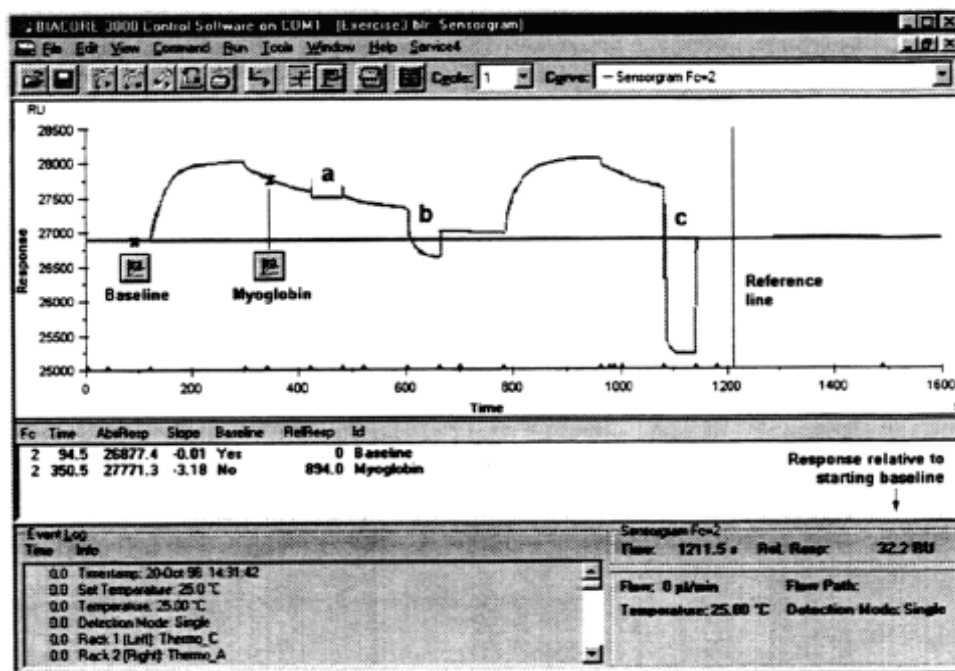 BIACORE 3000 Control Software on COM1 - [Exercise3.blr Sensorgram]
File Edit View Command Run Tools Window Help Service4
Cycle: 1 Curve: — Sensorgram Fc=2
RU
28500
28000
27500
27000
26500
26000
25500
25000
Response
a
b
c
Baseline
Myoglobin
Reference
line
0 200 400 600 800 1000 1200 1400 1600
Time
Fc Time AbsResp Slope Baseline RelResp Id
2 94.5 26877.4 -0.01 Yes 0 Baseline
2 350.5 27771.3 -3.18 No 894.0 Myoglobin
Response relative to
starting baseline
Event Log
Time Info
0.0 Timestamp: 20-Oct 14:31:42
0.0 Set Temperature: 25.0 °C
0.0 Temperature: 25.00 °C
0.0 Detection Mode: Single
0.0 Rack 1 (Left): Thermo_C
0.0 Rack 2 (Right): Thermo_A
Sensorgram Fc=2
Time: 1211.5 s Rel. Resp: 32.2 RU
Flow: 0 µl/min Flow Path:
Temperature: 25.00 °C Detection Mode: Single